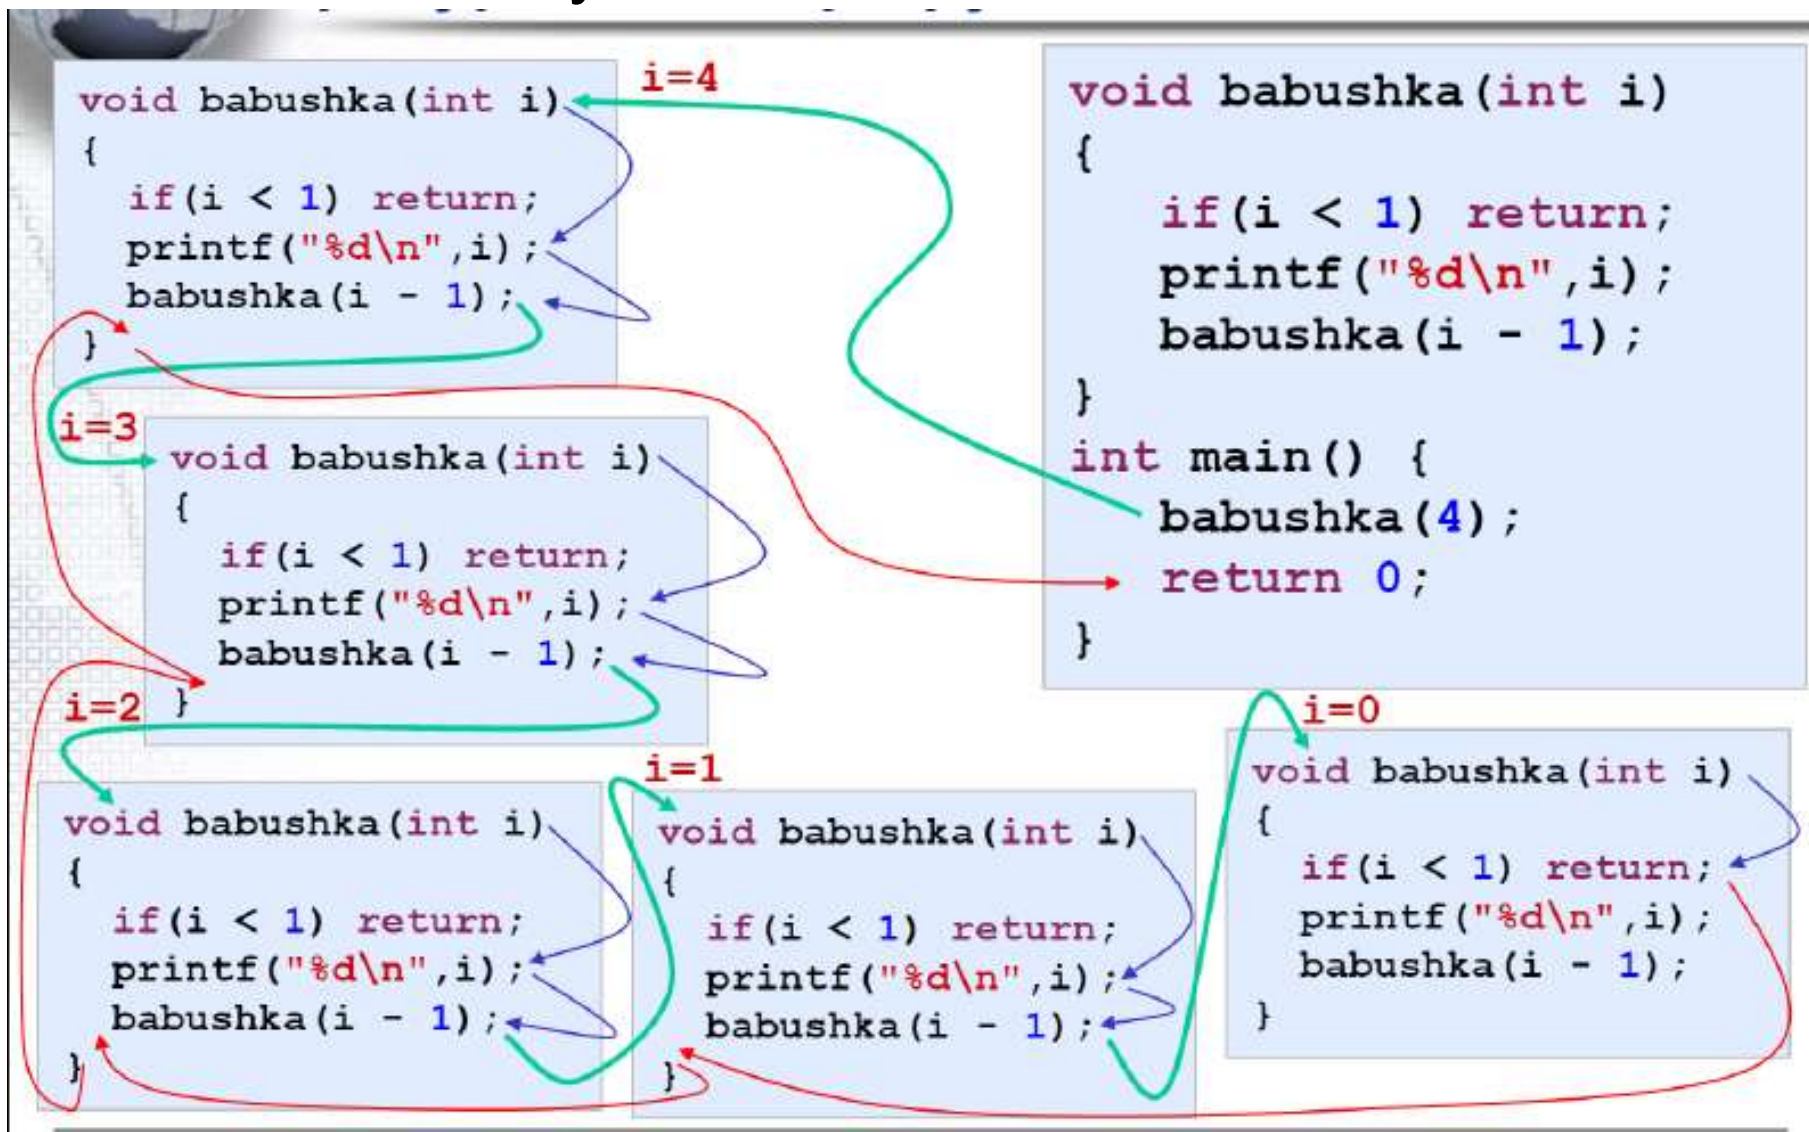 i=4
void babushka(int i)
{
if(i < 1) return;
printf("%d\n",i);
babushka(i - 1);
}
i=3
void babushka(int i)
{
if(i < 1) return;
printf("%d\n",i);
babushka(i - 1);
}
i=2
void babushka(int i)
{
if(i < 1) return;
printf("%d\n",i);
babushka(i - 1);
}
i=1
void babushka(int i)
{
if(i < 1) return;
printf("%d\n",i);
babushka(i - 1);
}
void babushka(int i)
{
if(i < 1) return;
printf("%d\n",i);
babushka(i - 1);
}
int main() {
babushka(4);
return 0;
}
i=0
void babushka(int i)
{
if(i < 1) return;
printf("%d\n",i);
babushka(i - 1);
}